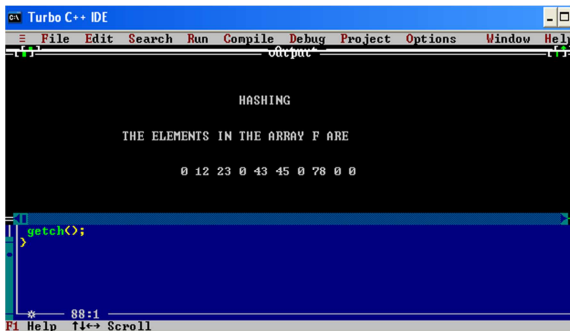 Turbo C++ IDE
≡ File Edit Search Run Compile Debug Project Options Window Help
Output
HASHING
THE ELEMENTS IN THE ARRAY F ARE
0 12 23 0 43 45 0 78 0 0
getch();
}
88:1
F1 Help ↑↓←→ Scroll